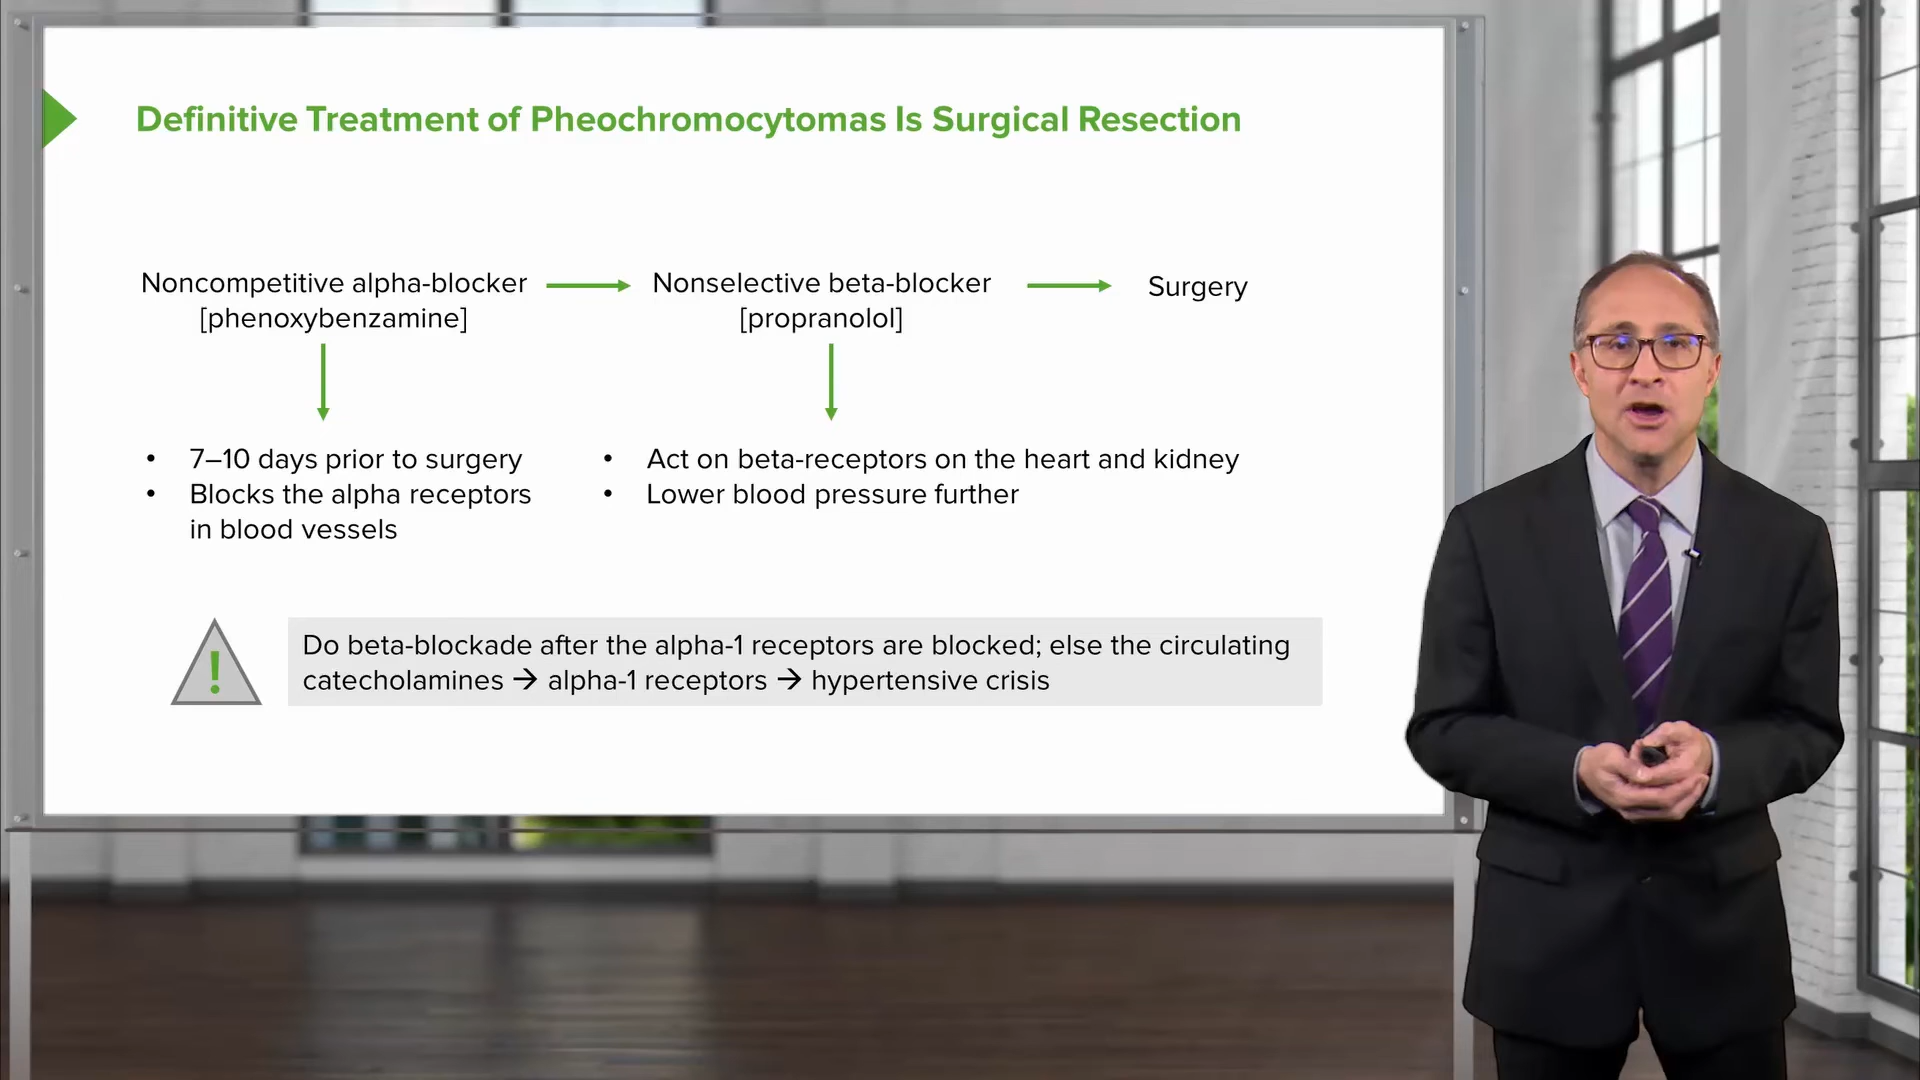 Definitive Treatment of Pheochromocytomas Is Surgical Resection
Noncompetitive alpha-blocker
[phenoxybenzamine]
Nonselective beta-blocker
[propranolol]
Surgery
• 7–10 days prior to surgery
• Blocks the alpha receptors
in blood vessels
• Act on beta-receptors on the heart and kidney
• Lower blood pressure further
!
Do beta-blockade after the alpha-1 receptors are blocked; else the circulating
catecholamines → alpha-1 receptors → hypertensive crisis